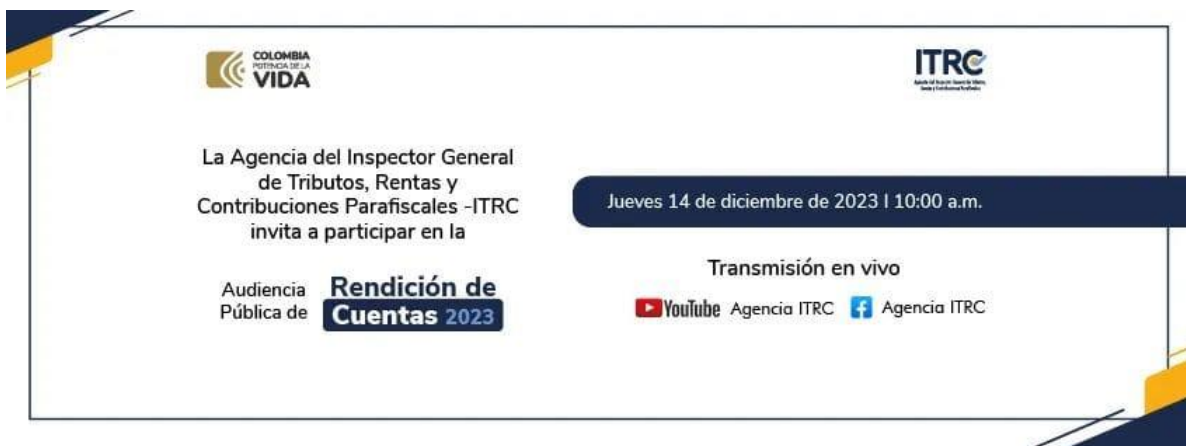 COLOMBIA
POTENCIA DE LA
VIDA
ITRC
La Agencia del Inspector General
de Tributos, Rentas y
Contribuciones Parafiscales -ITRC
invita a participar en la
Audiencia
Pública de
Rendición de
Cuentas 2023
Jueves 14 de diciembre de 2023 I 10:00 a.m.
Transmisión en vivo
YouTube Agencia ITRC f Agencia ITRC